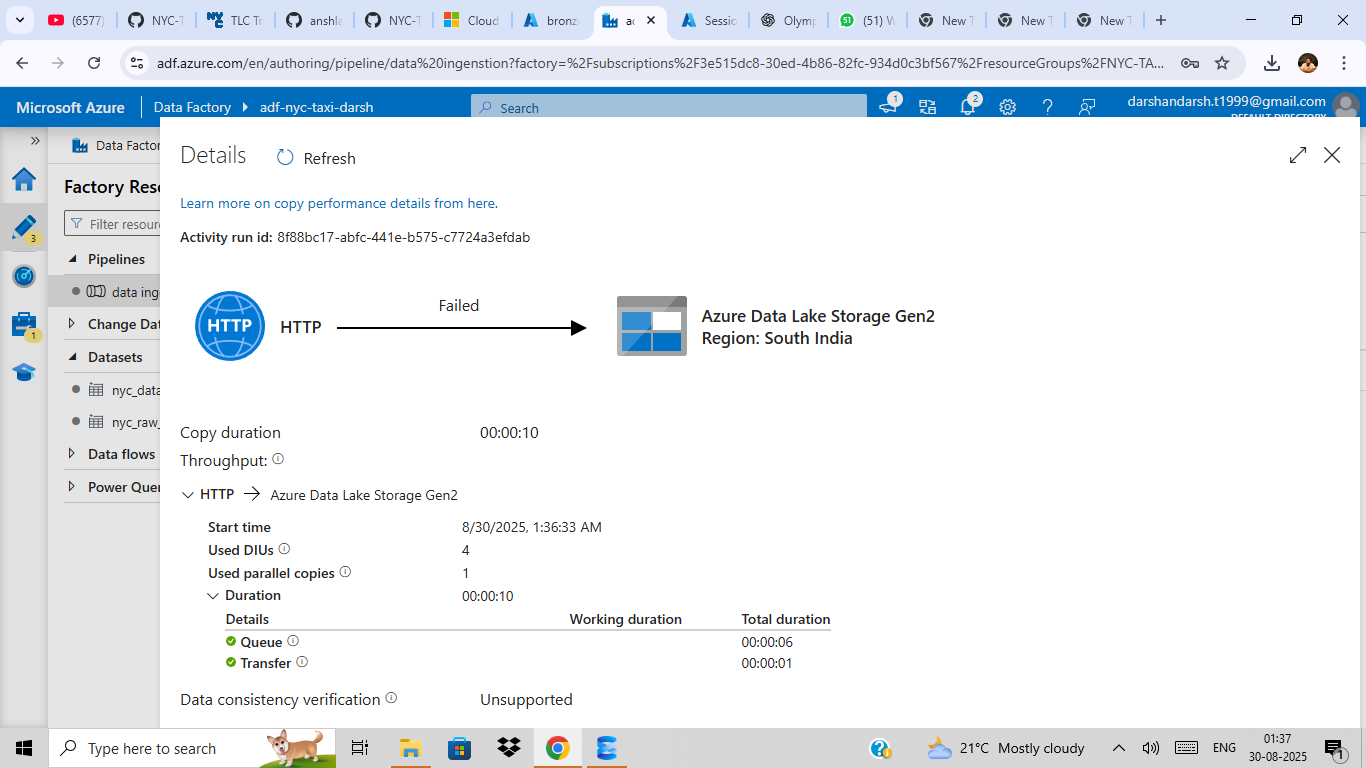 (6577)
NYC-T
TLC Tr
anshla
NYC-T
Cloud
bronz
ac
Sessio
Olymp
(51) W
New T
New T
New T
adf.azure.com/en/authoring/pipeline/data%20ingenstion?factory=%2Fsubscriptions%2F3e515dc8-30ed-4b86-82fc-934d0c3bf567%2FresourceGroups%2FNYC-TA...
Microsoft Azure
Data Factory
adf-nyc-taxi-darsh
Search
1
2
darshandarsh.t1999@gmail.com
DEFAULT DIRECTORY
»
Data Factor
Details
Refresh
Factory Reso
Learn more on copy performance details from here.
Filter resour
3
Activity run id: 8f88bc17-abfc-441e-b575-c7724a3efdab
Pipelines
data ing
Change Dat
1
Datasets
nyc_data
nyc_raw_
Data flows
Power Quer
HTTP
HTTP
Failed
Azure Data Lake Storage Gen2
Region: South India
Copy duration 00:00:10
Throughput:
HTTP → Azure Data Lake Storage Gen2
Start time 8/30/2025, 1:36:33 AM
Used DIUs 4
Used parallel copies 1
Duration 00:00:10
Details Working duration Total duration
Queue 00:00:06
Transfer 00:00:01
Data consistency verification Unsupported
Type here to search
21°C Mostly cloudy
ENG
01:37
30-08-2025
1